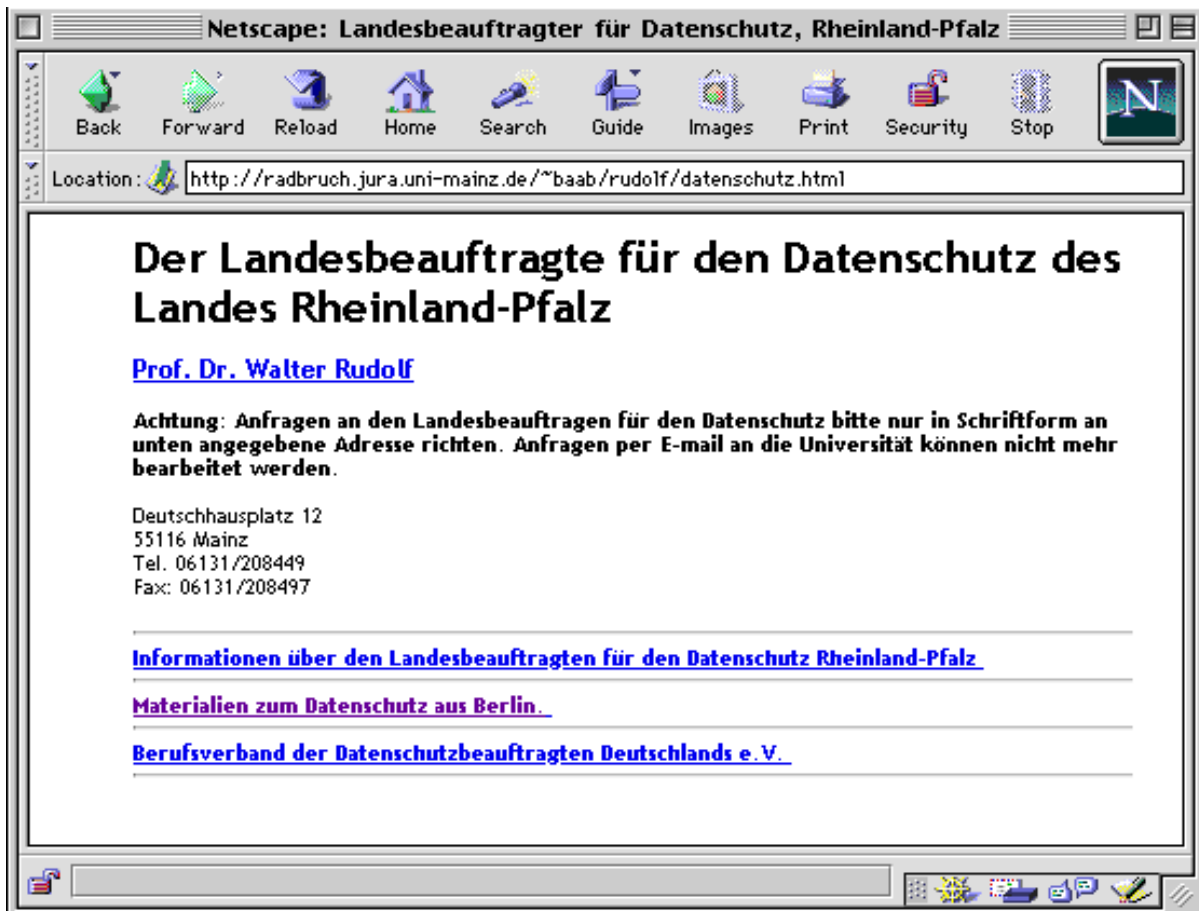 Netscape: Landesbeauftragter für Datenschutz, Rheinland-Pfalz
Back Forward Reload Home Search Guide Images Print Security Stop
N
Location: http://radbruch.jura.uni-mainz.de/~baab/rudolf/datenschutz.html
Der Landesbeauftragte für den Datenschutz des
Landes Rheinland-Pfalz
Prof. Dr. Walter Rudolf
Achtung: Anfragen an den Landesbeauftragen für den Datenschutz bitte nur in Schriftform an
unten angegebene Adresse richten. Anfragen per E-mail an die Universität können nicht mehr
bearbeitet werden.
Deutschhausplatz 12
55116 Mainz
Tel. 06131/208449
Fax: 06131/208497
Informationen über den Landesbeauftragten für den Datenschutz Rheinland-Pfalz
Materialien zum Datenschutz aus Berlin.
Berufsverband der Datenschutzbeauftragten Deutschlands e.V.